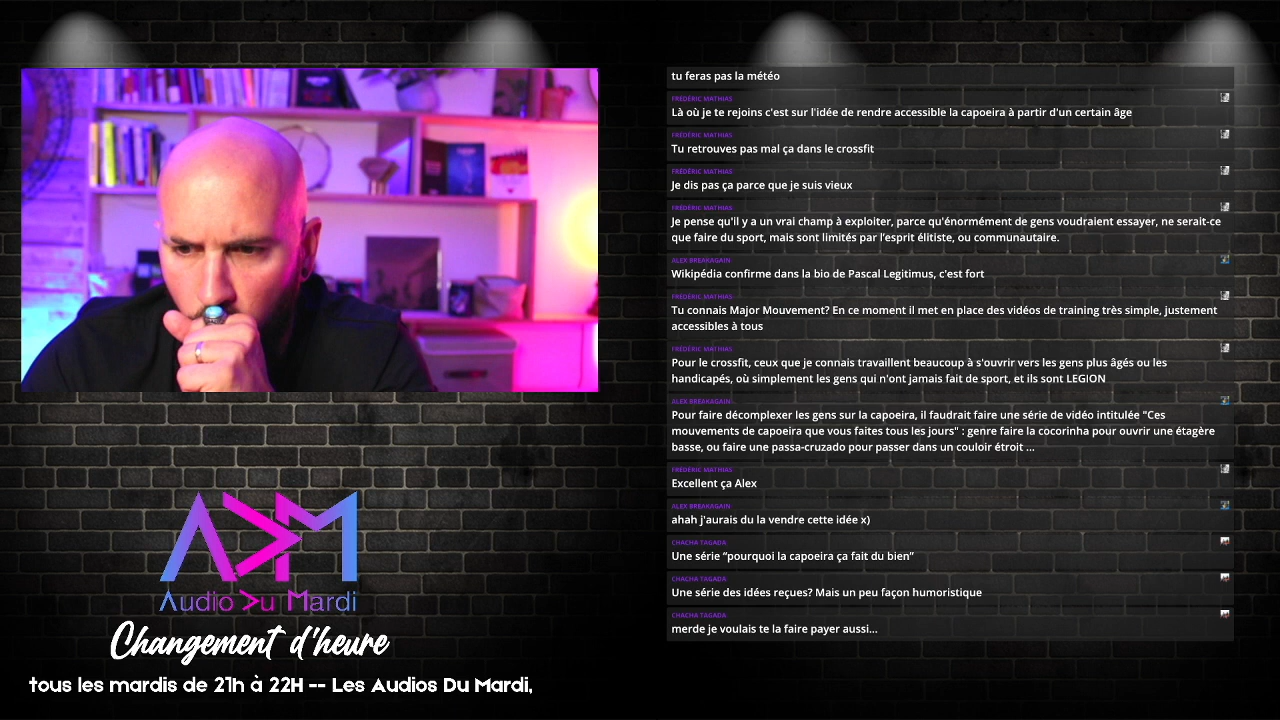 tu feras pas la météo
FRÉDÉRIC MATHIAS
Là où je te rejoins c'est sur l'idée de rendre accessible la capoeira à partir d'un certain âge
FRÉDÉRIC MATHIAS
Tu retrouves pas mal ça dans le crossfit
FRÉDÉRIC MATHIAS
Je dis pas ça parce que je suis vieux
FRÉDÉRIC MATHIAS
Je pense qu'il y a un vrai champ à exploiter, parce qu'énormément de gens voudraient essayer, ne serait-ce
que faire du sport, mais sont limités par l'esprit élitiste, ou communautaire.
ALEX BREAKAGAIN
Wikipédia confirme dans la bio de Pascal Legitimus, c'est fort
FRÉDÉRIC MATHIAS
Tu connais Major Mouvement? En ce moment il met en place des vidéos de training très simple, justement
accessibles à tous
FRÉDÉRIC MATHIAS
Pour le crossfit, ceux que je connais travaillent beaucoup à s'ouvrir vers les gens plus âgés ou les
handicapés, où simplement les gens qui n'ont jamais fait de sport, et ils sont LEGION
ALEX BREAKAGAIN
Pour faire décomplexer les gens sur la capoeira, il faudrait faire une série de vidéo intitulée "Ces
mouvements de capoeira que vous faites tous les jours" : genre faire la cocorinha pour ouvrir une étagère
basse, ou faire une passa-cruzado pour passer dans un couloir étroit ...
FRÉDÉRIC MATHIAS
Excellent ça Alex
ALEX BREAKAGAIN
ahah j'aurais du la vendre cette idée x)
CHACHA TAGADA
Une série “pourquoi la capoeira ça fait du bien”
CHACHA TAGADA
Une série des idées reçues? Mais un peu façon humoristique
CHACHA TAGADA
merde je voulais te la faire payer aussi...
ADM
Audio Du Mardi
Changement d'heure
tous les mardis de 21h à 22H -- Les Audios Du Mardi,